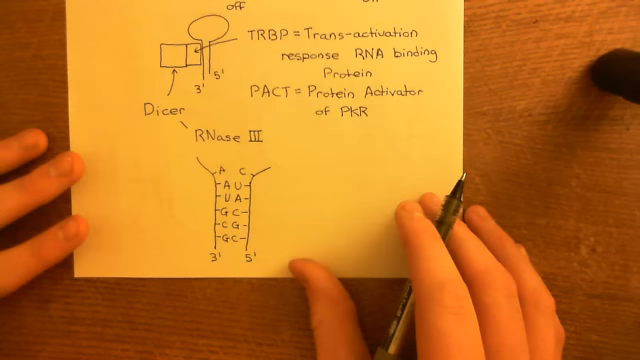 off
on
TRBP = Trans-activation
response RNA binding
Protein
5'
3'
PACT = Protein Activator
of PKR
Dicer
RNase III
A C
A U
U A
G C
C G
G C
3' 5'